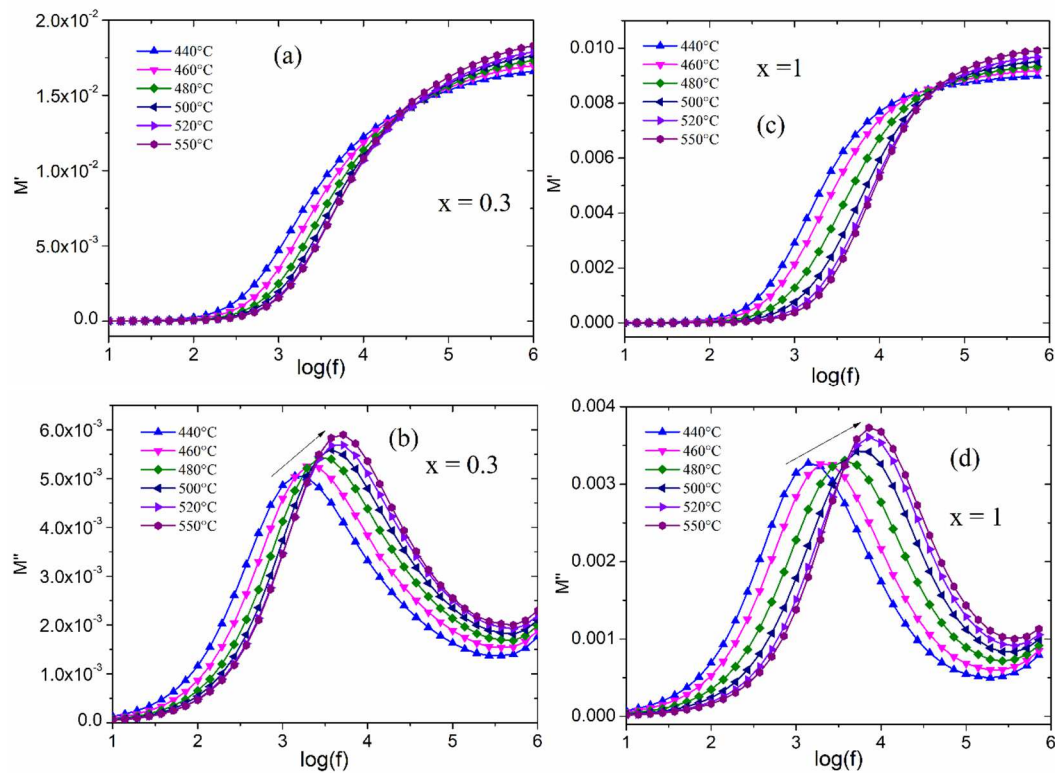 2.0x10⁻²
1.5x10⁻²
1.0x10⁻²
5.0x10⁻³
0.0
M'
440°C
460°C
480°C
500°C
520°C
550°C
(a)
x = 0.3
1 2 3 4 5 6
log(f)
0.010
0.008
0.006
0.004
0.002
0.000
M'
440°C
460°C
480°C
500°C
520°C
550°C
x =1
(c)
1 2 3 4 5 6
log(f)
6.0x10⁻³
5.0x10⁻³
4.0x10⁻³
3.0x10⁻³
2.0x10⁻³
1.0x10⁻³
0.0
M"
440°C
460°C
480°C
500°C
520°C
550°C
(b)
x = 0.3
1 2 3 4 5 6
log(f)
0.004
0.003
0.002
0.001
0.000
M"
440°C
460°C
480°C
500°C
520°C
550°C
(d)
x = 1
1 2 3 4 5 6
log(f)